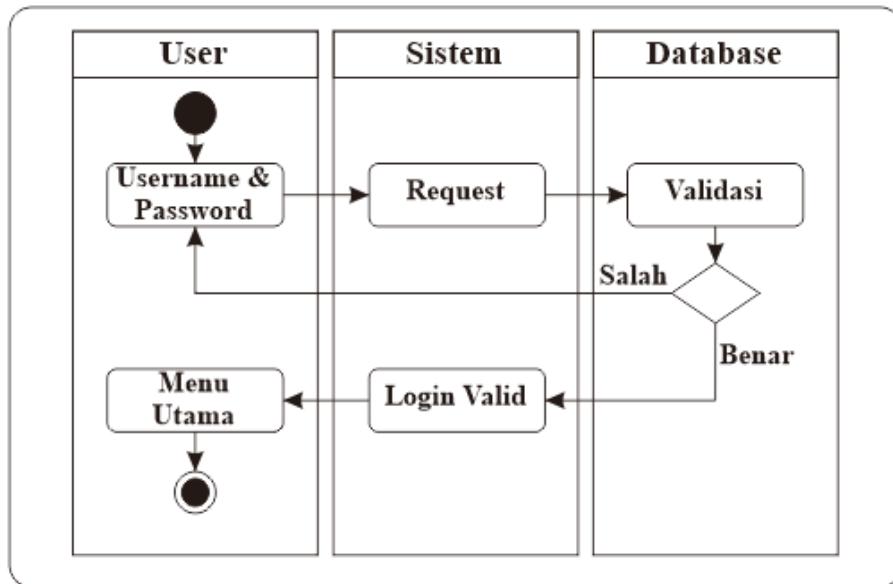 User
Sistem
Database
Username &
Password
Request
Validasi
Salah
Benar
Menu
Utama
Login Valid